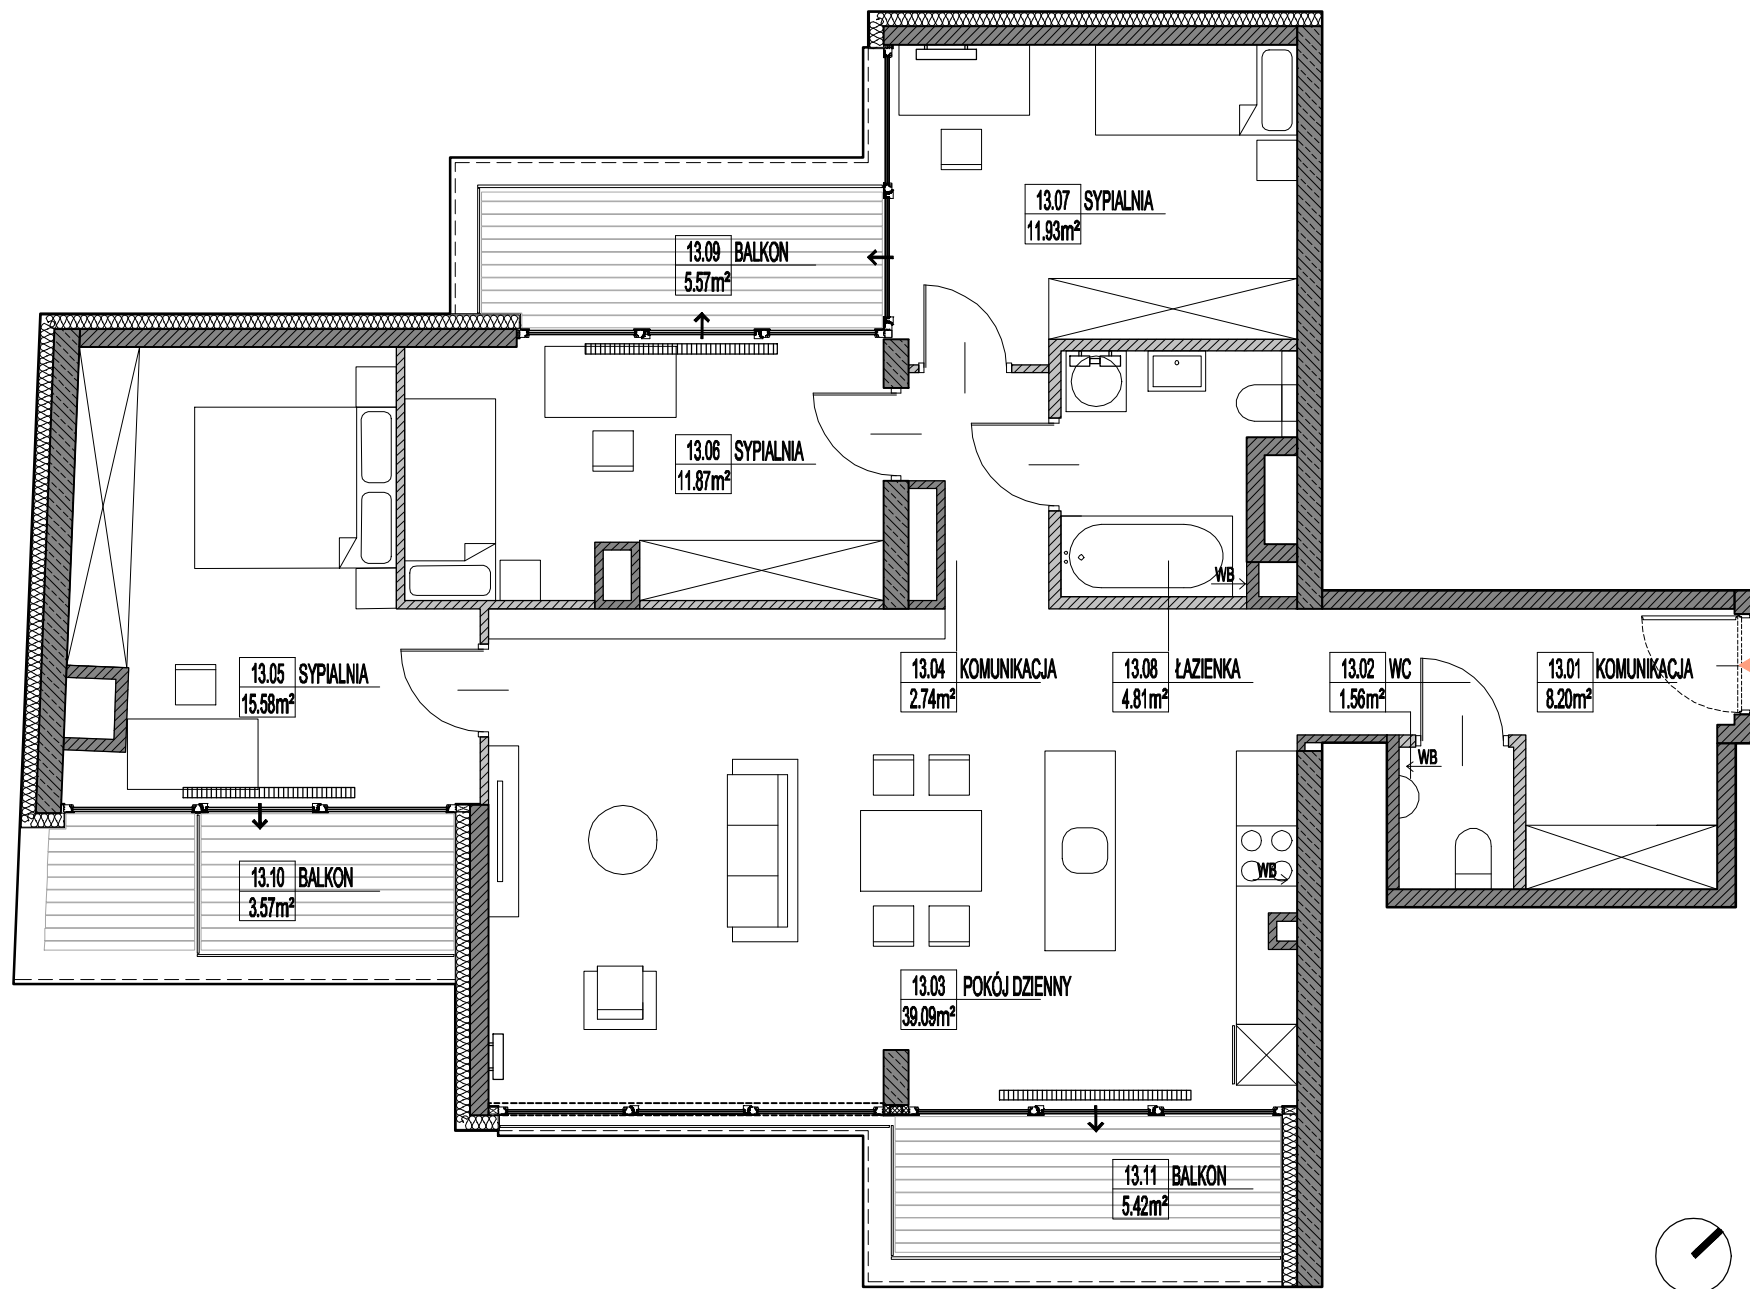 13.07 SYPIALNIA
11.93m²
13.09 BALKON
5.57m²
13.06 SYPIALNIA
11.87m²
WB
13.05 SYPIALNIA
15.58m²
13.04 KOMUNIKACJA
2.74m²
13.08 ŁAZIENKA
4.81m²
13.02 WC
1.56m²
13.01 KOMUNIKACJA
8.20m²
WB
WB
13.10 BALKON
3.57m²
13.03 POKÓJ DZIENNY
39.09m²
13.11 BALKON
5.42m²